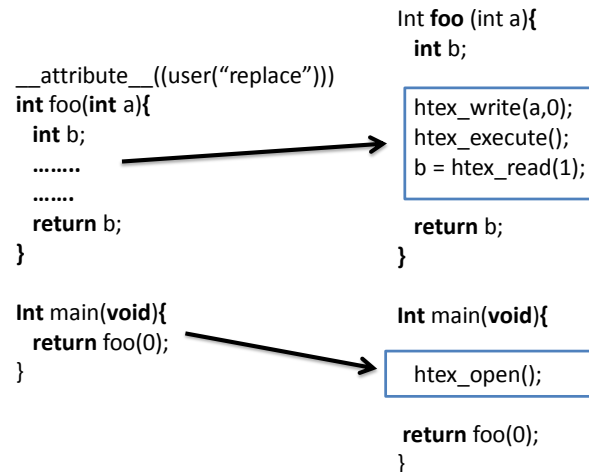 __attribute__((user(“replace”)))
int foo(int a){
int b;
........
.......
return b;
}
Int main(void){
return foo(0);
}
Int foo (int a){
int b;
htex_write(a,0);
htex_execute();
b = htex_read(1);
return b;
}
Int main(void){
htex_open();
return foo(0);
}